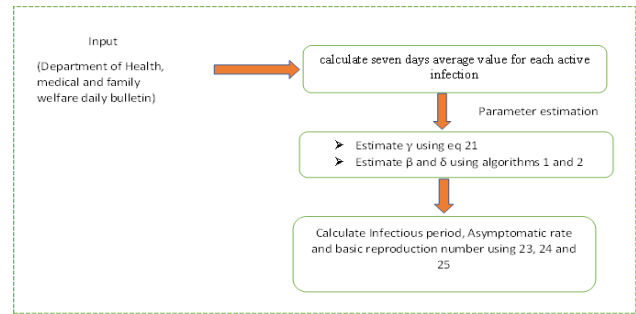 Input
(Department of Health,
medical and family
welfare daily bulletin)
calculate seven days average value for each active
infection
Parameter estimation
➢ Estimate γ using eq 21
➢ Estimate β and δ using algorithms 1 and 2
Calculate Infectious period, Asymptomatic rate
and basic reproduction number using 23, 24 and
25